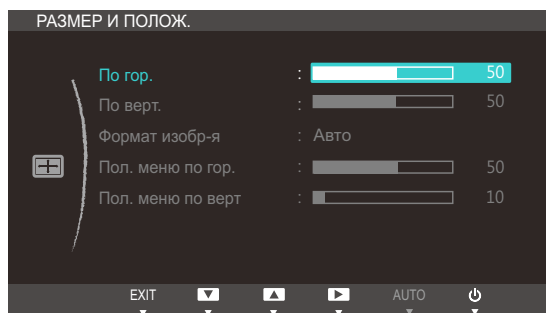 РАЗМЕР И ПОЛОЖ.
По гор. : 50
По верт. : 50
Формат изобр-я : Авто
Пол. меню по гор. : 50
Пол. меню по верт : 10
EXIT AUTO